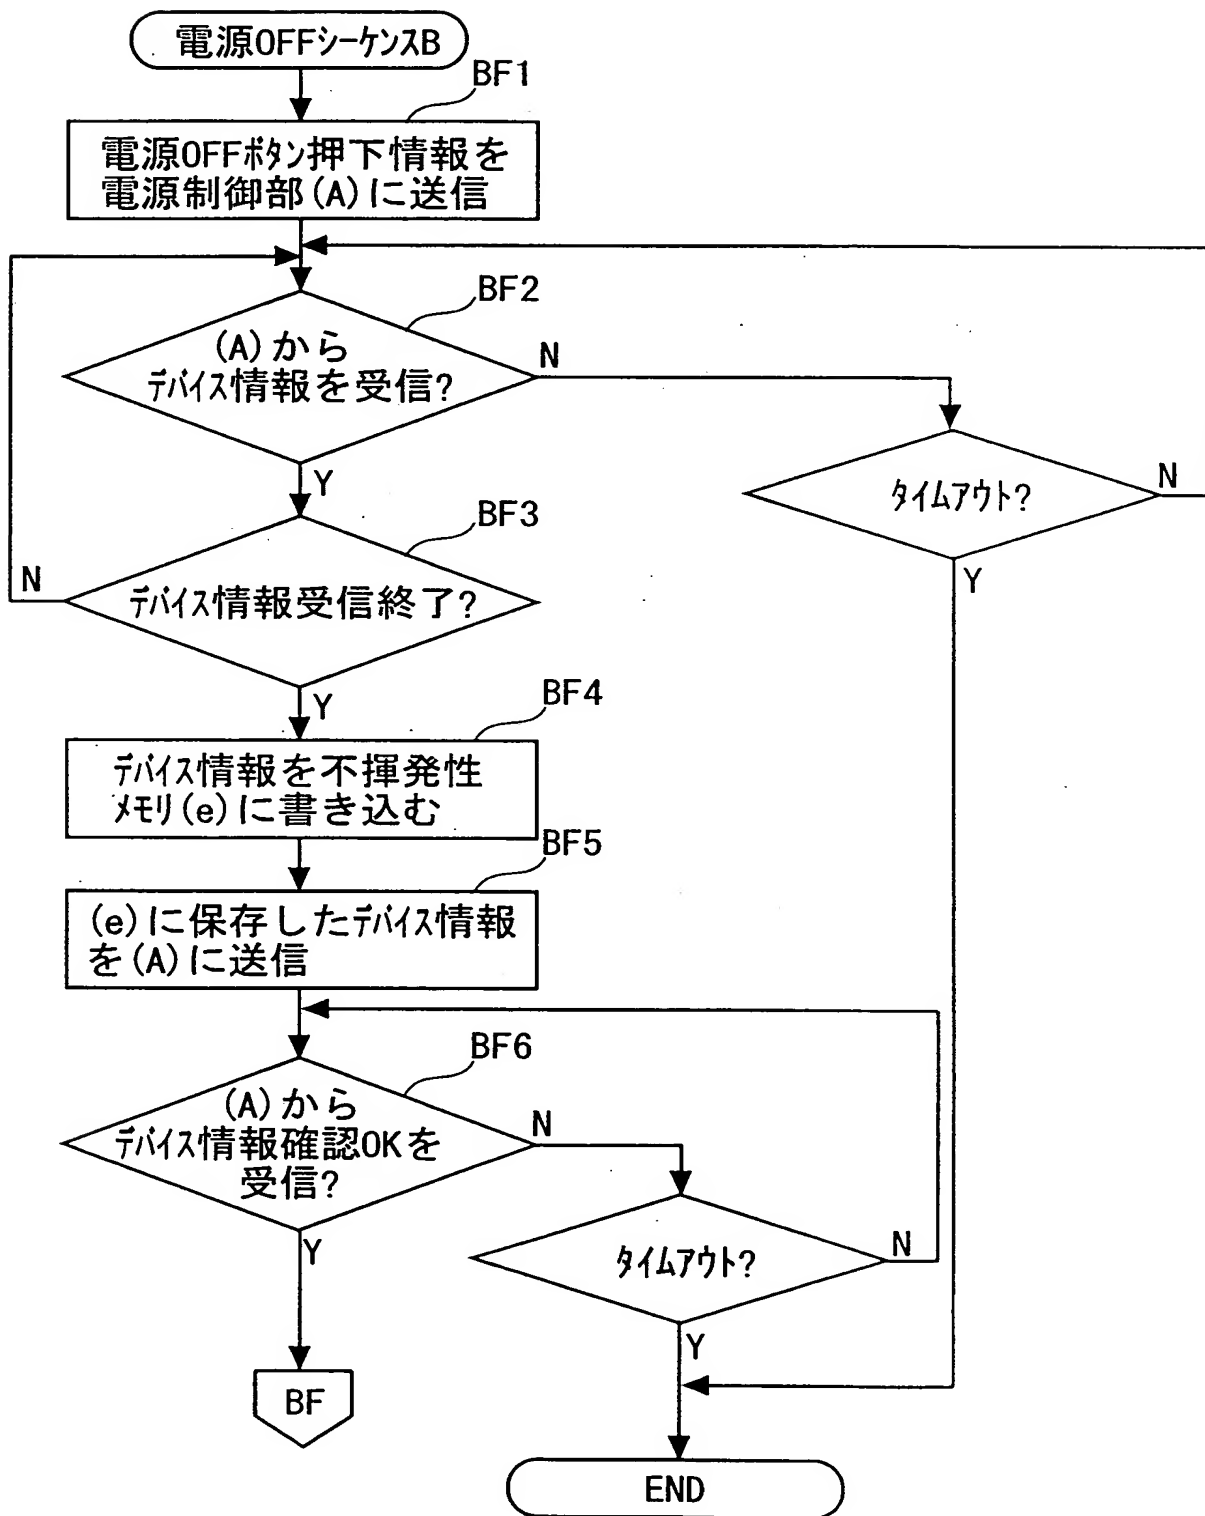 電源OFFシーケンスB
BF1
電源OFFボタン押下情報を
電源制御部(A)に送信
BF2
(A)から
デバイス情報を受信?
N
Y
タイムアウト?
N
Y
BF3
デバイス情報受信終了?
N
Y
BF4
デバイス情報を不揮発性
メモリ(e)に書き込む
BF5
(e)に保存したデバイス情報
を(A)に送信
BF6
(A)から
デバイス情報確認OKを
受信?
N
Y
タイムアウト?
N
Y
BF
END